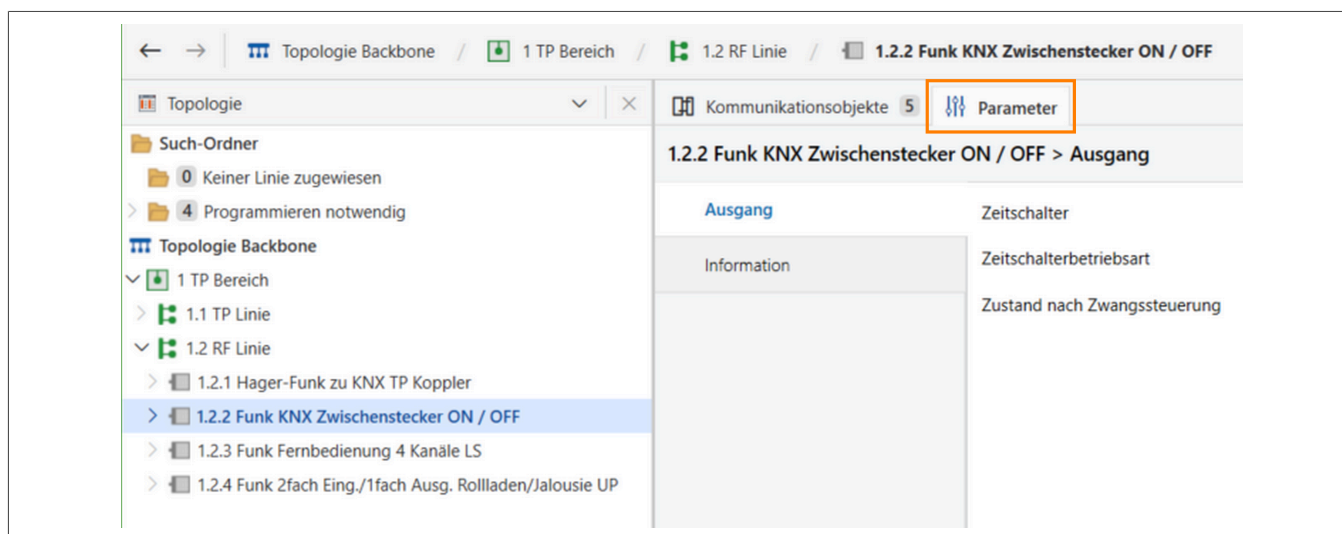 Topologie Backbone / 1 TP Bereich / 1.2 RF Linie / 1.2.2 Funk KNX Zwischenstecker ON / OFF
Topologie
Kommunikationsobjekte 5 Parameter
Such-Ordner
0 Keiner Linie zugewiesen
4 Programmieren notwendig
Topologie Backbone
1 TP Bereich
1.1 TP Linie
1.2 RF Linie
1.2.1 Hager-Funk zu KNX TP Koppler
1.2.2 Funk KNX Zwischenstecker ON / OFF
1.2.3 Funk Fernbedienung 4 Kanäle LS
1.2.4 Funk 2fach Eing./1fach Ausg. Rollladen/Jalousie UP
1.2.2 Funk KNX Zwischenstecker ON / OFF > Ausgang
Ausgang
Information
Zeitschalter
Zeitschalterbetriebsart
Zustand nach Zwangssteuerung